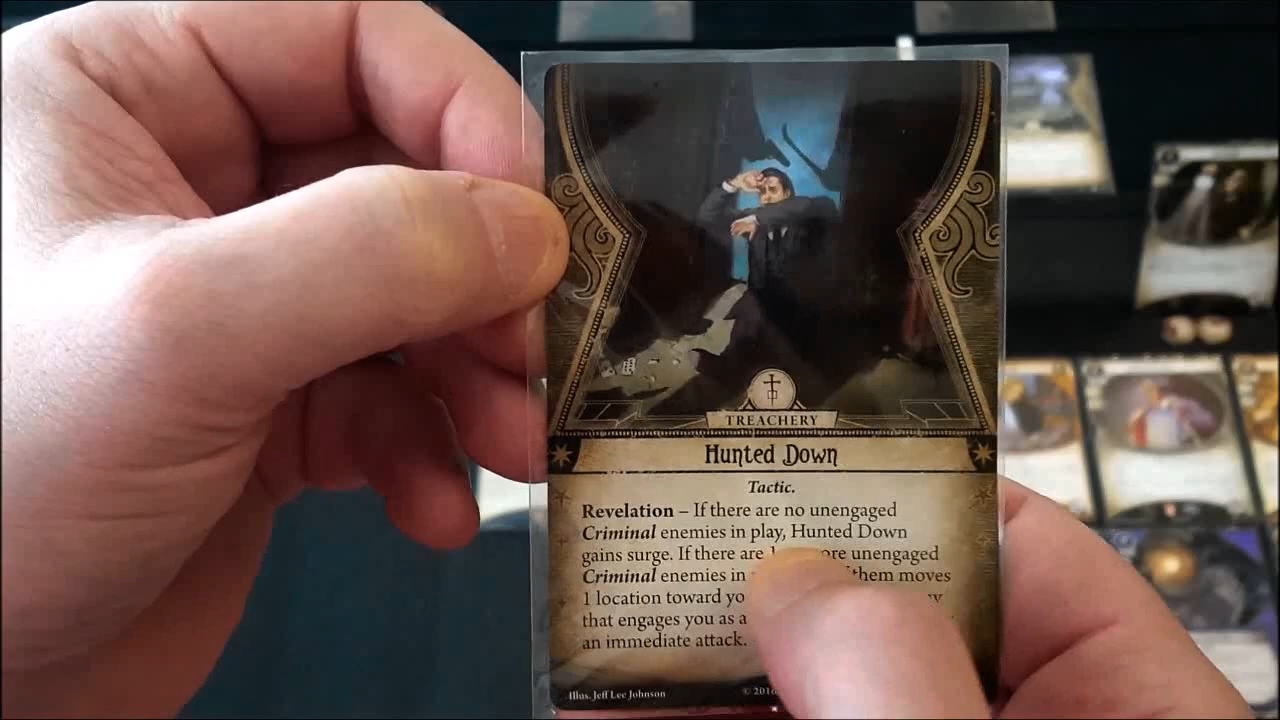 TREACHERY
Hunted Down
Tactic.
Revelation – If there are no unengaged
Criminal enemies in play, Hunted Down
gains surge. If there are unengaged
Criminal enemies in them moves
1 location toward
that engages you as a
an immediate attack.
Illus. Jeff Lee Johnson © 2016